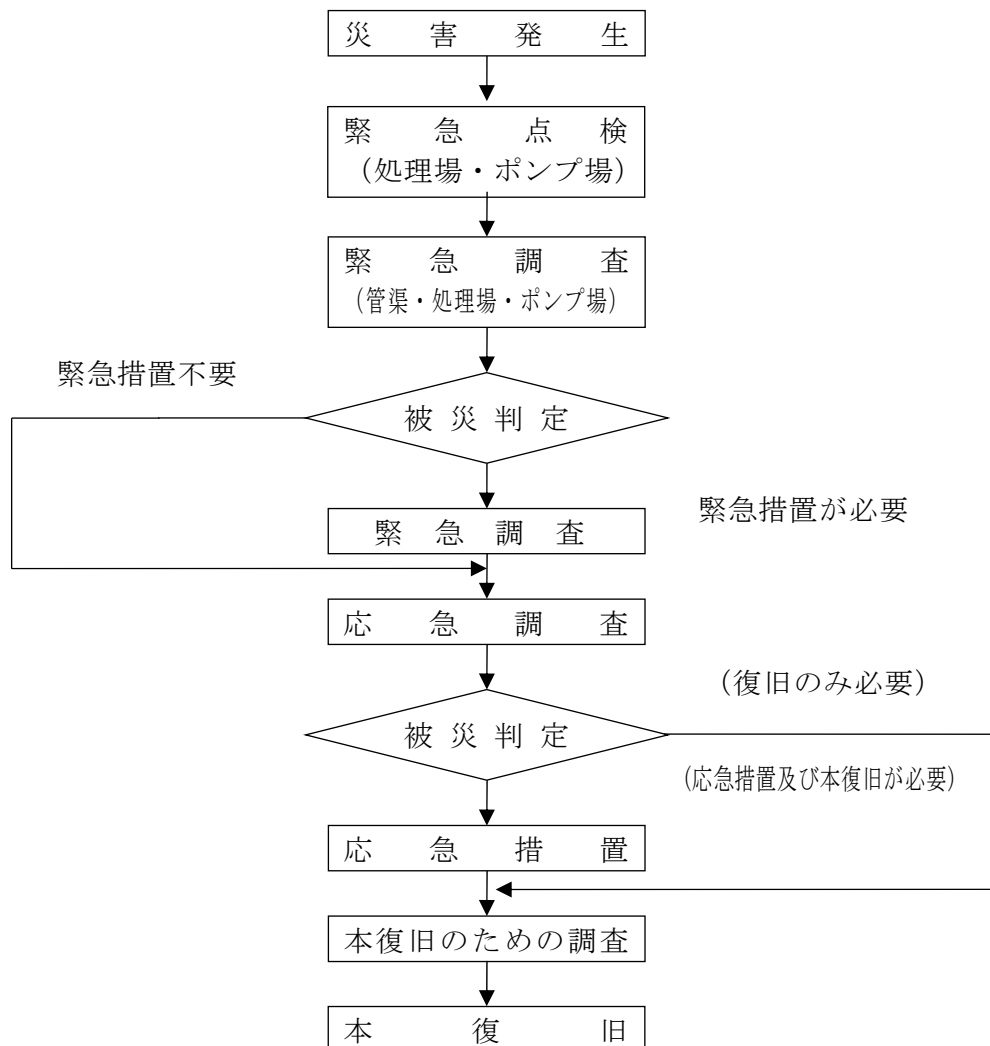 災害発生
緊急点検
（処理場・ポンプ場）
緊急調査
（管渠・処理場・ポンプ場）
緊急措置不要
被災判定
緊急措置が必要
緊急調査
応急調査
（復旧のみ必要）
被災判定
（応急措置及び本復旧が必要）
応急措置
本復旧のための調査
本復旧